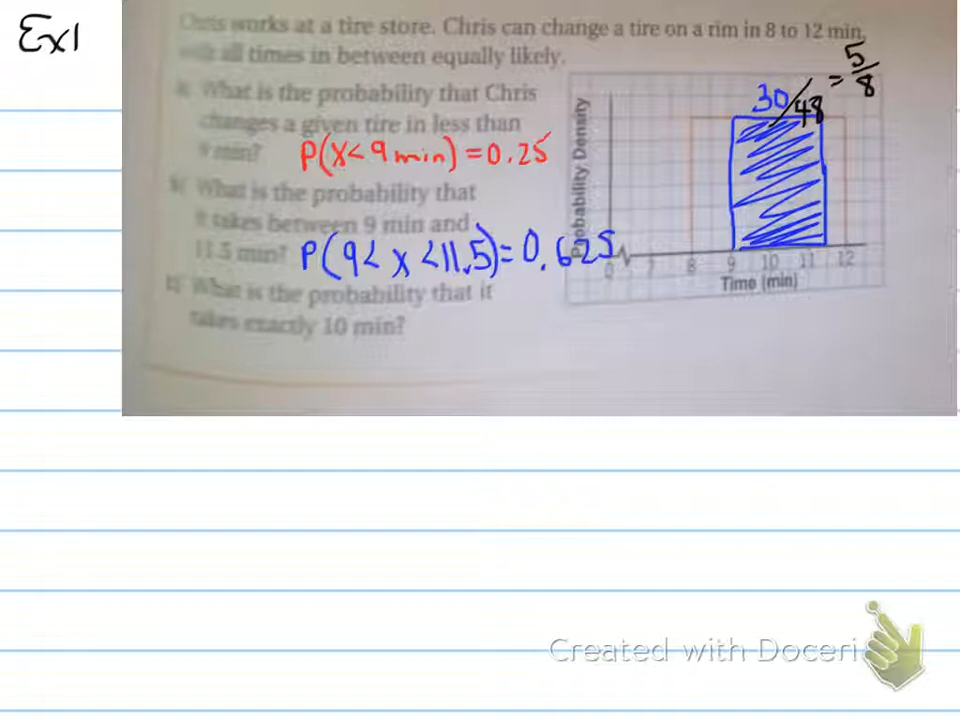 Ex1
Chris works at a tire store. Chris can change a tire on a rim in 8 to 12 min,
with all times in between equally likely.
a) What is the probability that Chris
changes a given tire in less than
9 min?
P(x<9min)=0.25
b) What is the probability that
it takes between 9 min and
11.5 min?
P(9< x <11.5)=0.625
c) What is the probability that it
takes exactly 10 min?
30/48 = 5/8
Probability Density
0 7 8 9 10 11 12
Time (min)
Created with Doceri